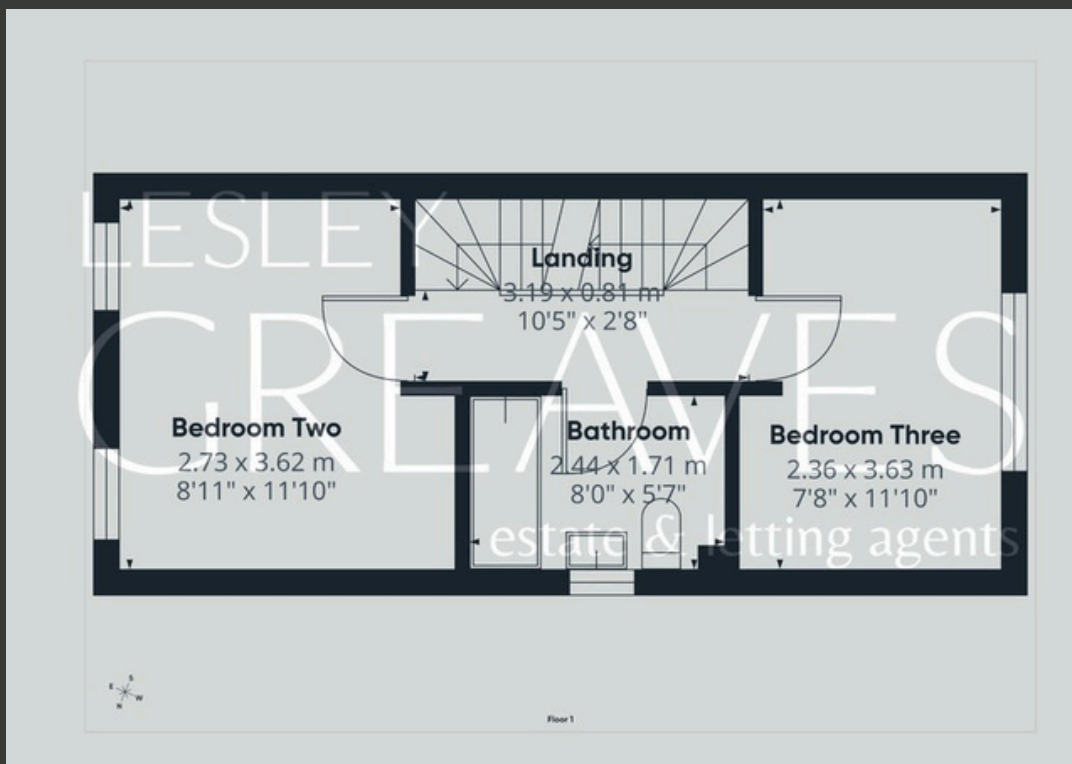 LESLEY
GREAVES
estate & letting agents
Landing
3.19 x 0.81 m
10'5" x 2'8"
Bedroom Two
2.73 x 3.62 m
8'11" x 11'10"
Bathroom
2.44 x 1.71 m
8'0" x 5'7"
Bedroom Three
2.36 x 3.63 m
7'8" x 11'10"
S
E
W
N
Floor 1